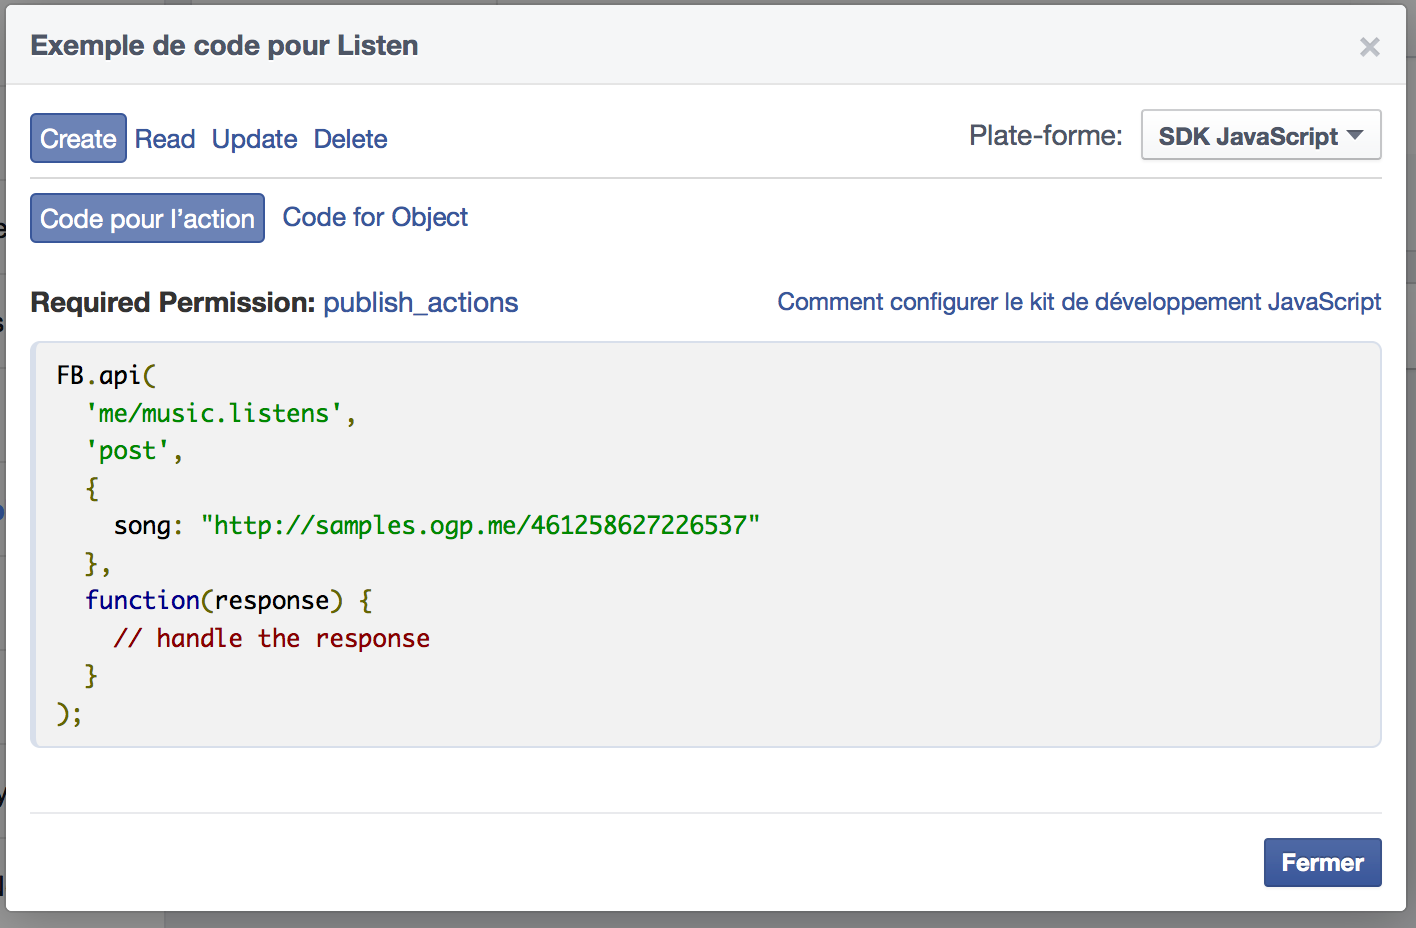 Exemple de code pour Listen
×
Create Read Update Delete
Plate-forme: SDK JavaScript
Code pour l’action Code for Object
Required Permission: publish_actions
Comment configurer le kit de développement JavaScript
FB.api(
'me/music.listens',
'post',
{
song: "http://samples.ogp.me/461258627226537"
},
function(response) {
// handle the response
}
);
Fermer